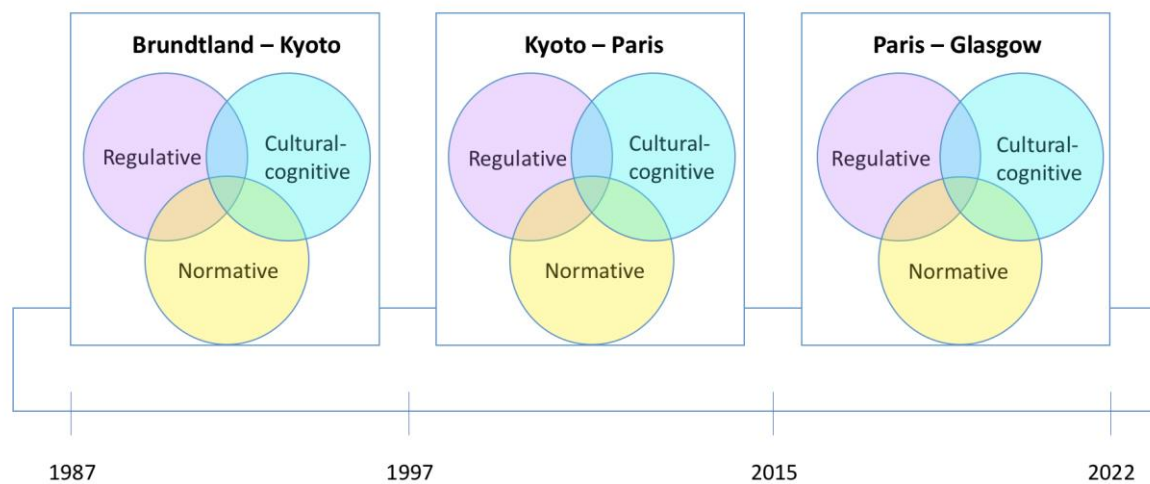 Brundtland – Kyoto
Regulative
Cultural-
cognitive
Normative
Kyoto – Paris
Regulative
Cultural-
cognitive
Normative
Paris – Glasgow
Regulative
Cultural-
cognitive
Normative
1987
1997
2015
2022